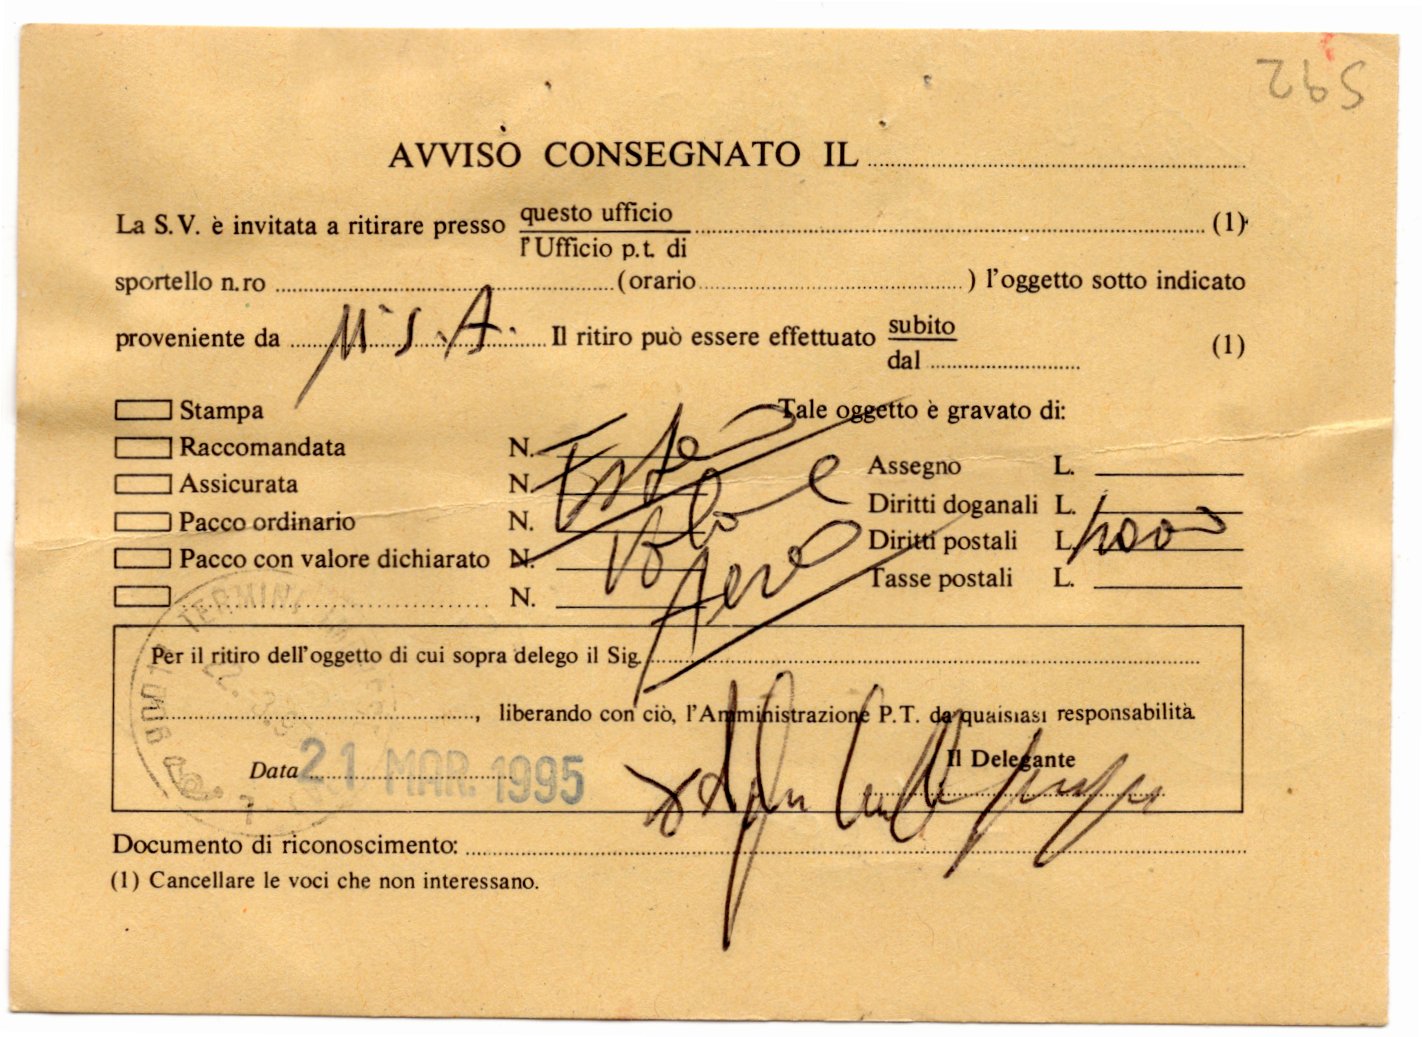 592
AVVISO CONSEGNATO IL
La S.V. è invitata a ritirare presso questo ufficio (1)
l'Ufficio p.t. di
sportello n.ro (orario ) l'oggetto sotto indicato
proveniente da U.S.A. Il ritiro può essere effettuato subito
dal (1)
Stampa Tale oggetto è gravato di:
Raccomandata N.
Assicurata N. Assegno L.
Pacco ordinario N. Diritti doganali L.
Pacco con valore dichiarato N. Diritti postali L.
N. Tasse postali L.
Per il ritiro dell'oggetto di cui sopra delego il Sig.
, liberando con ciò, l'Amministrazione P.T. da qualsiasi responsabilità
Il Delegante
Data 21 MAR. 1995
Documento di riconoscimento:
(1) Cancellare le voci che non interessano.